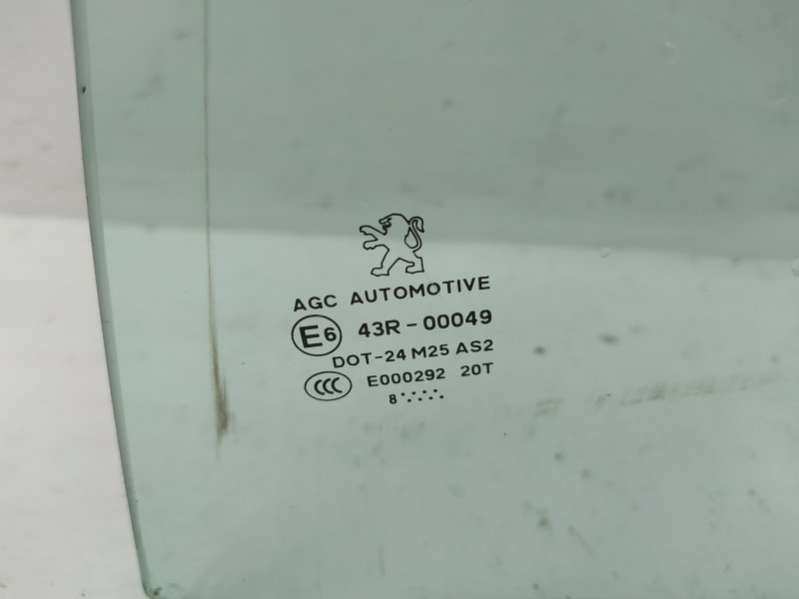 AGC AUTOMOTIVE
E6 43R-00049
DOT-24 M25 AS2
CCC E000292 20T
8